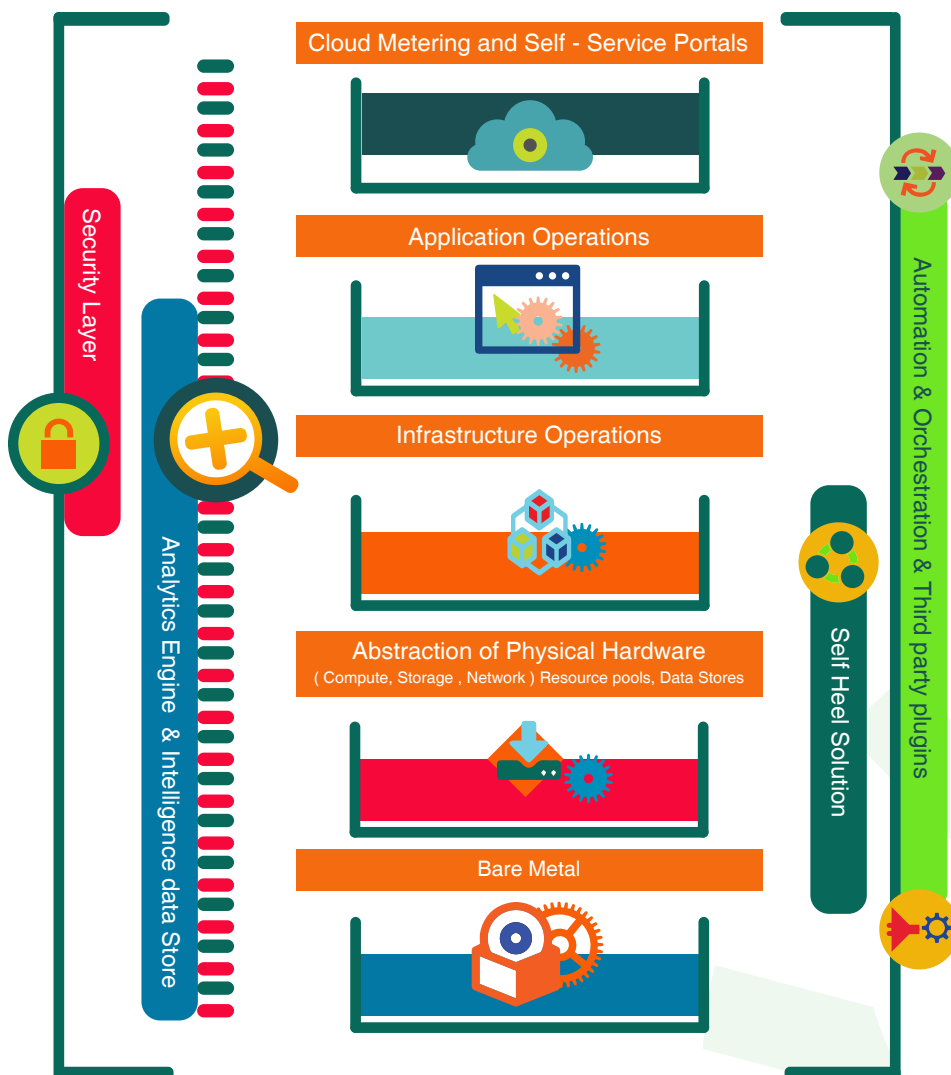 Cloud Metering and Self - Service Portals
Application Operations
Infrastructure Operations
Abstraction of Physical Hardware
( Compute, Storage , Network ) Resource pools, Data Stores
Bare Metal
Security Layer
Analytics Engine & Intelligence data Store
Self Heel Solution
Automation & Orchestration & Third party plugins